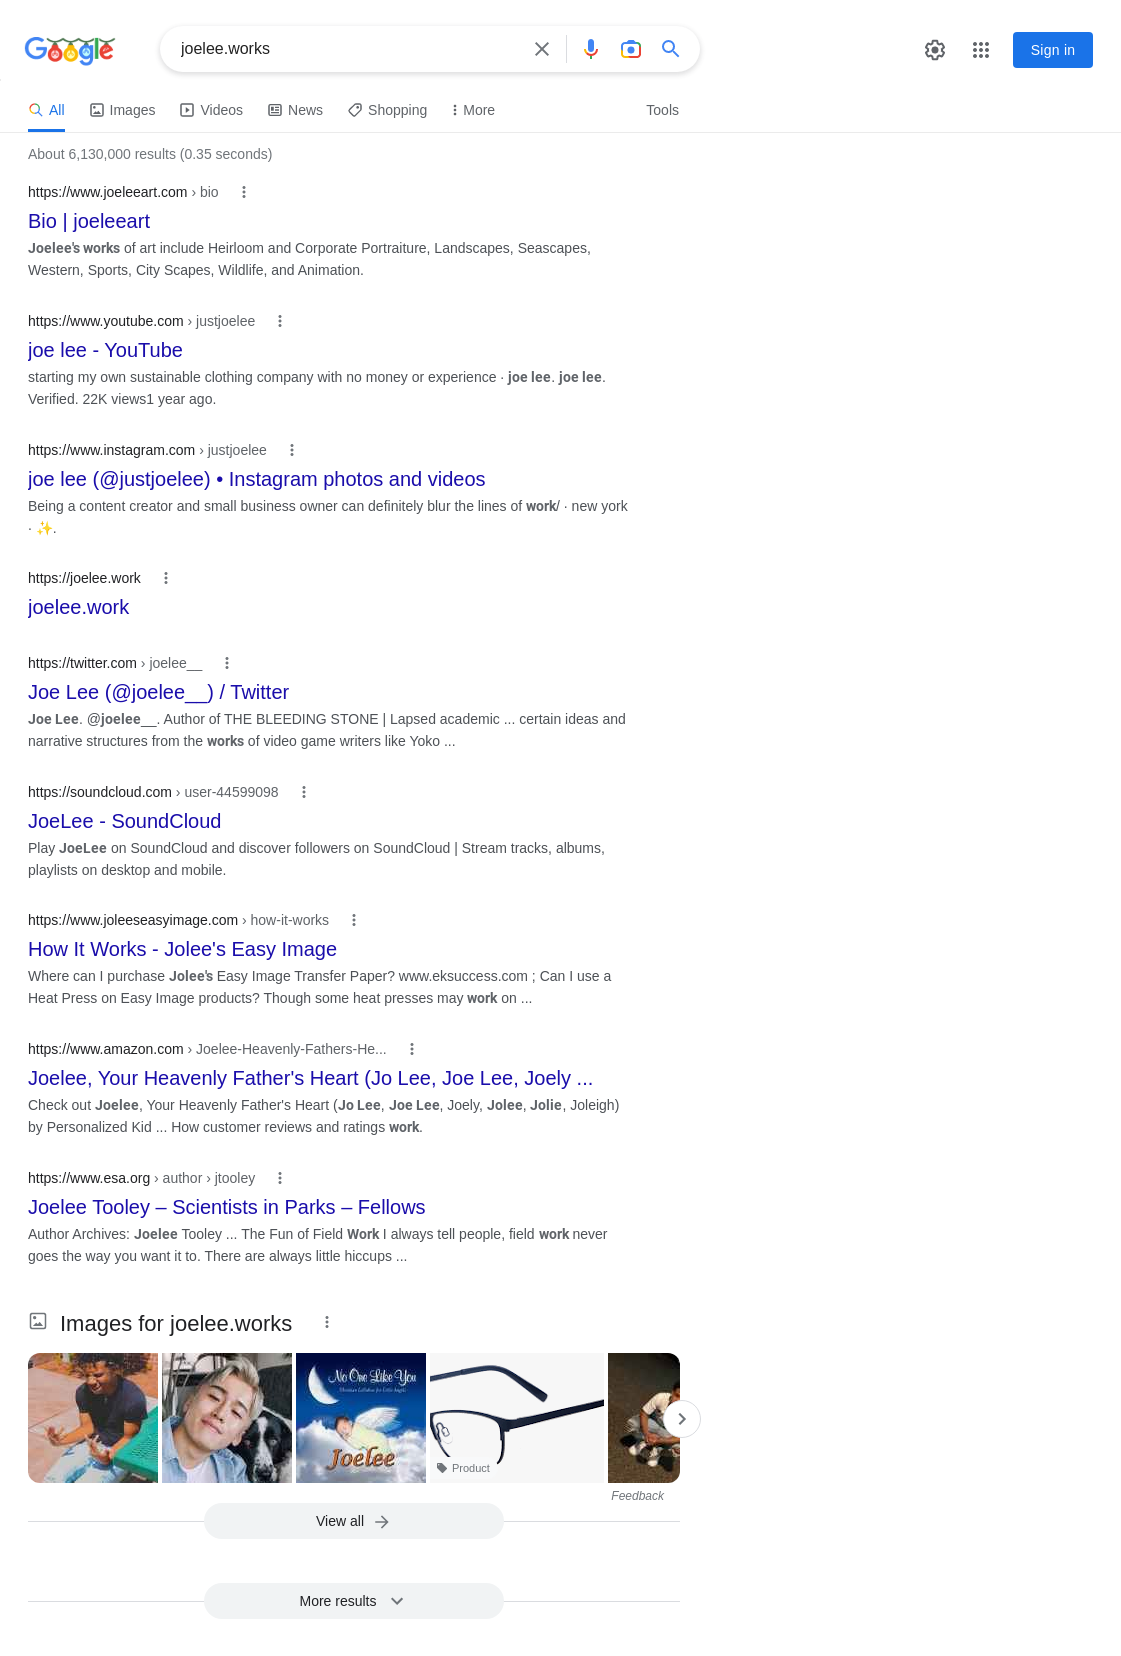 Google
joelee.works
Sign in
All
Images
Videos
News
Shopping
More
Tools
About 6,130,000 results (0.35 seconds)
https://www.joeleeart.com › bio
Bio | joeleeart
Joelee's works of art include Heirloom and Corporate Portraiture, Landscapes, Seascapes,
Western, Sports, City Scapes, Wildlife, and Animation.
https://www.youtube.com › justjoelee
joe lee - YouTube
starting my own sustainable clothing company with no money or experience · joe lee. joe lee.
Verified. 22K views1 year ago.
https://www.instagram.com › justjoelee
joe lee (@justjoelee) • Instagram photos and videos
Being a content creator and small business owner can definitely blur the lines of work/ · new york
· ✨.
https://joelee.work
joelee.work
https://twitter.com › joelee__
Joe Lee (@joelee__) / Twitter
Joe Lee. @joelee__. Author of THE BLEEDING STONE | Lapsed academic ... certain ideas and
narrative structures from the works of video game writers like Yoko ...
https://soundcloud.com › user-44599098
JoeLee - SoundCloud
Play JoeLee on SoundCloud and discover followers on SoundCloud | Stream tracks, albums,
playlists on desktop and mobile.
https://www.joleeseasyimage.com › how-it-works
How It Works - Jolee's Easy Image
Where can I purchase Jolee's Easy Image Transfer Paper? www.eksuccess.com ; Can I use a
Heat Press on Easy Image products? Though some heat presses may work on ...
https://www.amazon.com › Joelee-Heavenly-Fathers-He...
Joelee, Your Heavenly Father's Heart (Jo Lee, Joe Lee, Joely ...
Check out Joelee, Your Heavenly Father's Heart (Jo Lee, Joe Lee, Joely, Jolee, Jolie, Joleigh)
by Personalized Kid ... How customer reviews and ratings work.
https://www.esa.org › author › jtooley
Joelee Tooley – Scientists in Parks – Fellows
Author Archives: Joelee Tooley ... The Fun of Field Work I always tell people, field work never
goes the way you want it to. There are always little hiccups ...
Images for joelee.works
No One Like You
Christian Lullabies for Little Angels
Joelee
Product
Feedback
View all
More results